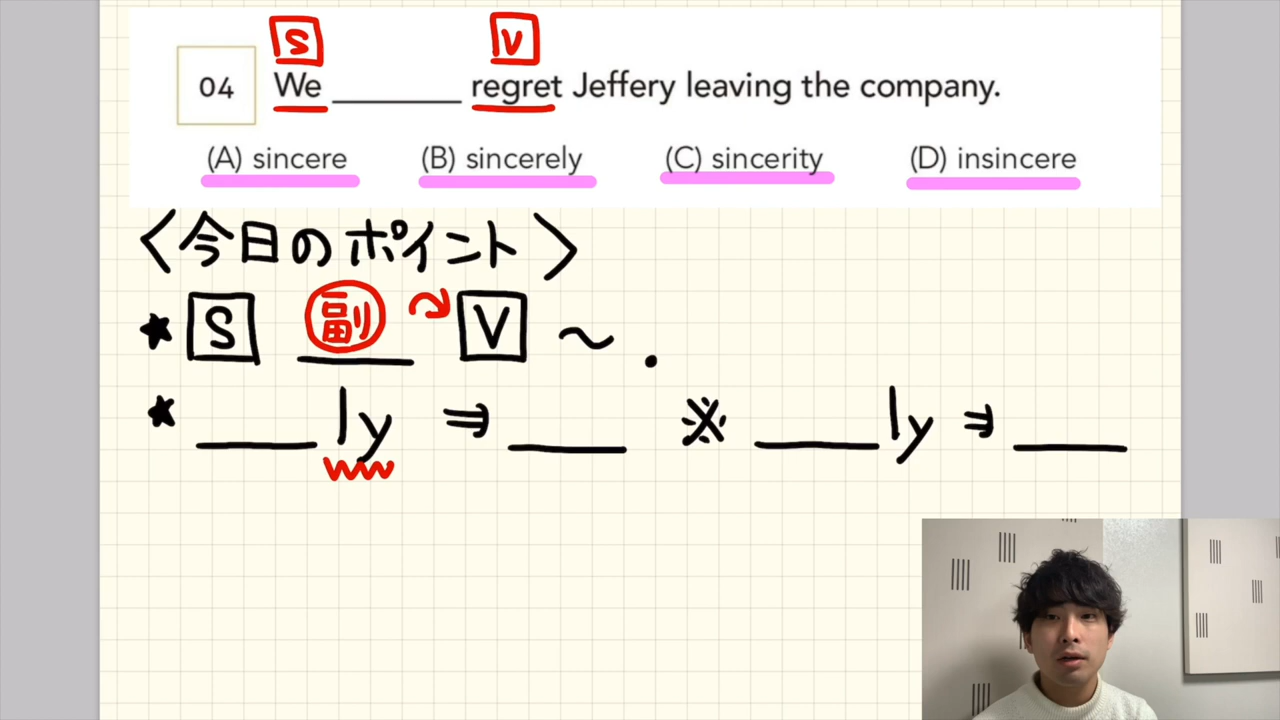 S V
04 We ________ regret Jeffery leaving the company.
(A) sincere (B) sincerely (C) sincerity (D) insincere
〈今日のポイント〉
★ S 副 V 〜 .
★ ___ly ⇒ ___ ※ ___ly ⇒ ___